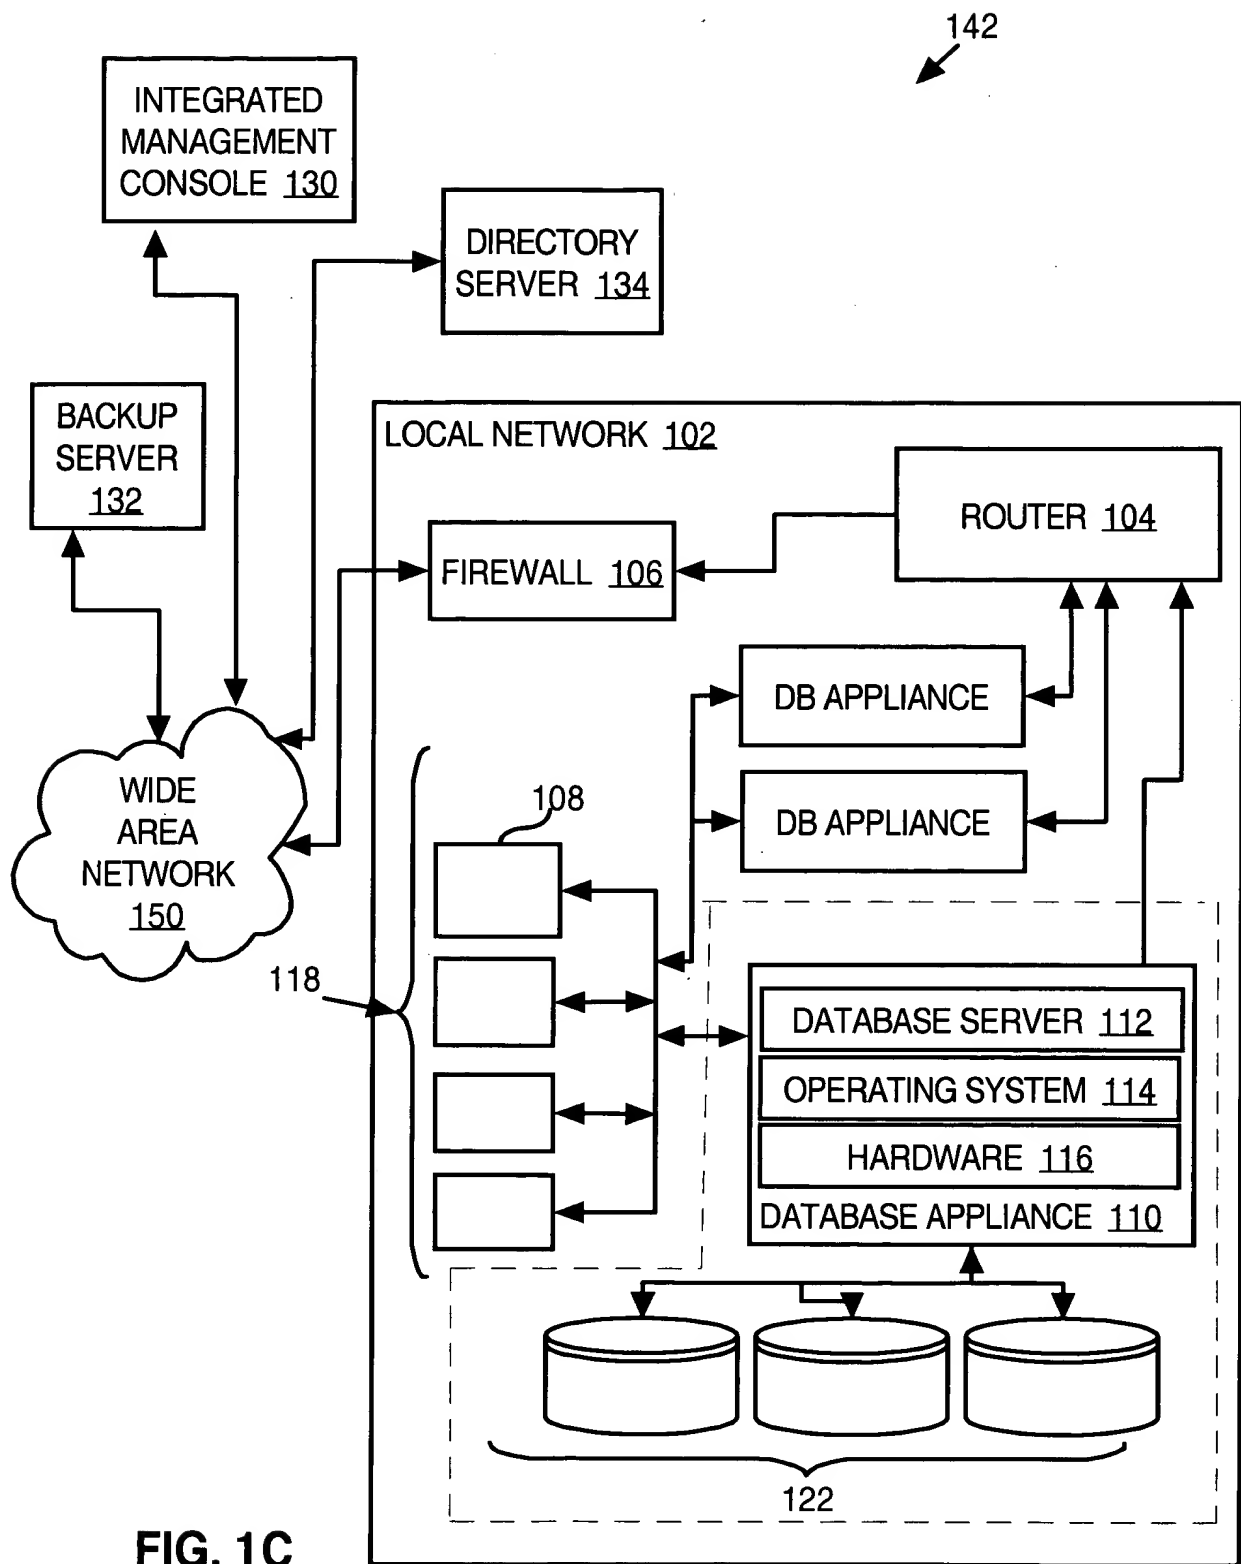 142
INTEGRATED
MANAGEMENT
CONSOLE 130
DIRECTORY
SERVER 134
BACKUP
SERVER
132
LOCAL NETWORK 102
ROUTER 104
FIREWALL 106
DB APPLIANCE
DB APPLIANCE
WIDE
AREA
NETWORK
150
108
118
DATABASE SERVER 112
OPERATING SYSTEM 114
HARDWARE 116
DATABASE APPLIANCE 110
122
FIG. 1C